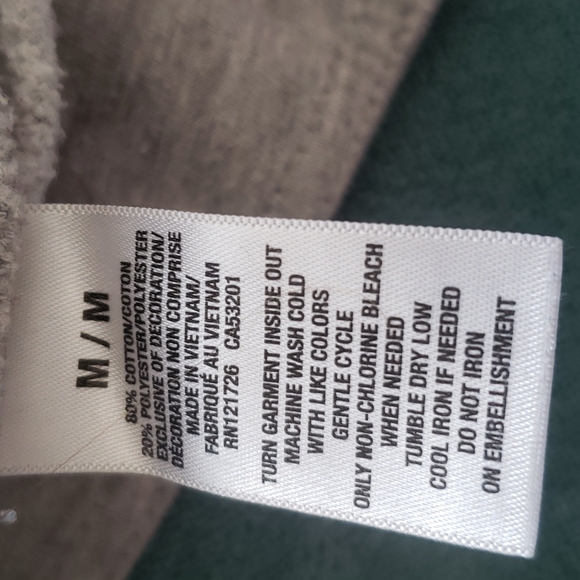 M / M
80% COTTON/COTON
20% POLYESTER/POLYESTER
EXCLUSIVE OF DECORATION/
DÉCORATION NON COMPRISE
MADE IN VIETNAM/
FABRIQUÉ AU VIETNAM
RN121726 CA53201
TURN GARMENT INSIDE OUT
MACHINE WASH COLD
WITH LIKE COLORS
GENTLE CYCLE
ONLY NON-CHLORINE BLEACH
WHEN NEEDED
TUMBLE DRY LOW
COOL IRON IF NEEDED
DO NOT IRON
ON EMBELLISHMENT